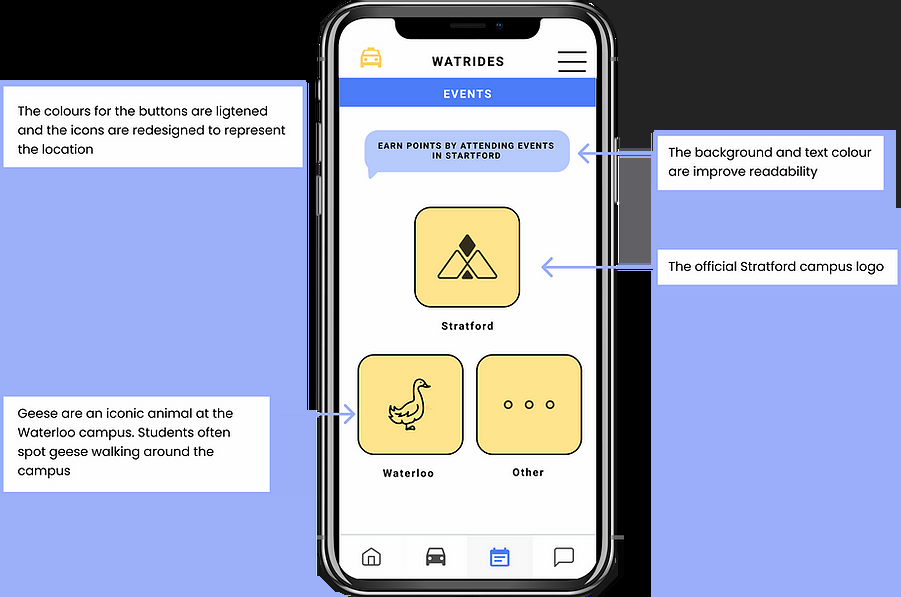 WATRIDES
EVENTS
The colours for the buttons are ligtened
and the icons are redesigned to represent
the location
EARN POINTS BY ATTENDING EVENTS
IN STARTFORD
The background and text colour
are improve readability
The official Stratford campus logo
Stratford
Geese are an iconic animal at the
Waterloo campus. Students often
spot geese walking around the
campus
Waterloo
Other